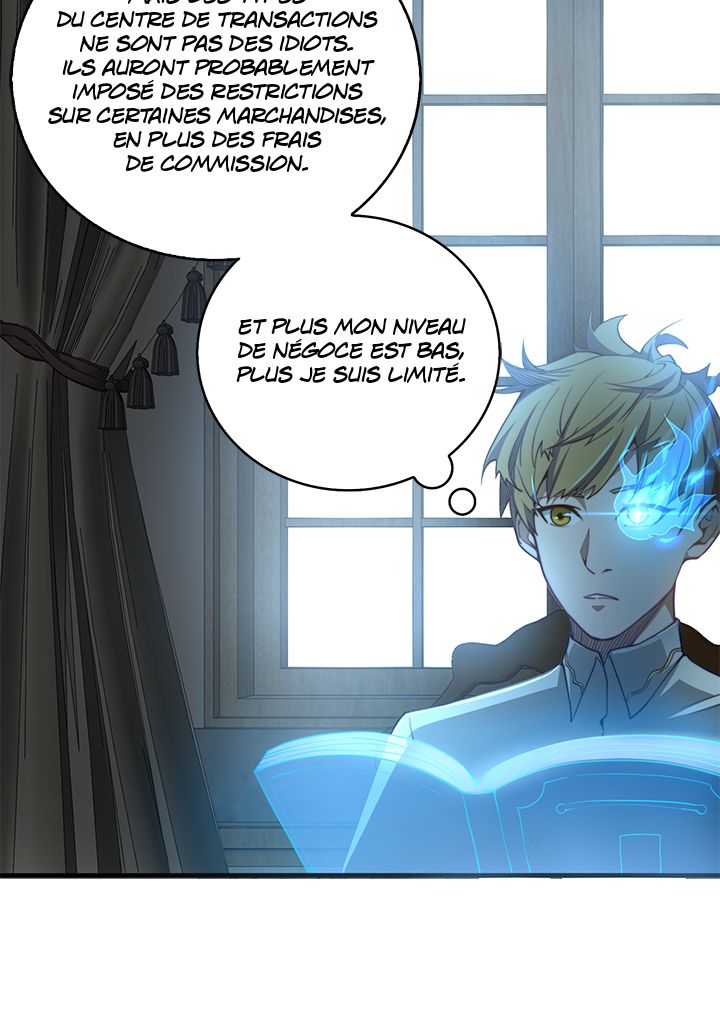 DU CENTRE DE TRANSACTIONS
NE SONT PAS DES IDIOTS.
ILS AURONT PROBABLEMENT
IMPOSÉ DES RESTRICTIONS
SUR CERTAINES MARCHANDISES,
EN PLUS DES FRAIS
DE COMMISSION.
ET PLUS MON NIVEAU
DE NÉGOCE EST BAS,
PLUS JE SUIS LIMITÉ.